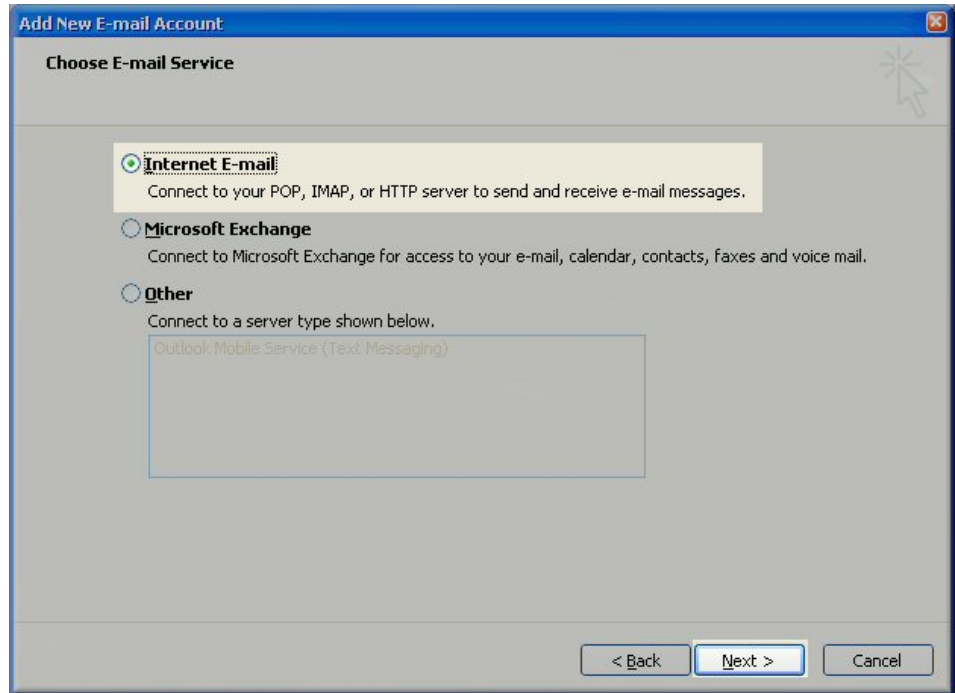 Add New E-mail Account
Choose E-mail Service
Internet E-mail
Connect to your POP, IMAP, or HTTP server to send and receive e-mail messages.
Microsoft Exchange
Connect to Microsoft Exchange for access to your e-mail, calendar, contacts, faxes and voice mail.
Other
Connect to a server type shown below.
Outlook Mobile Service (Text Messaging)
< Back Next > Cancel